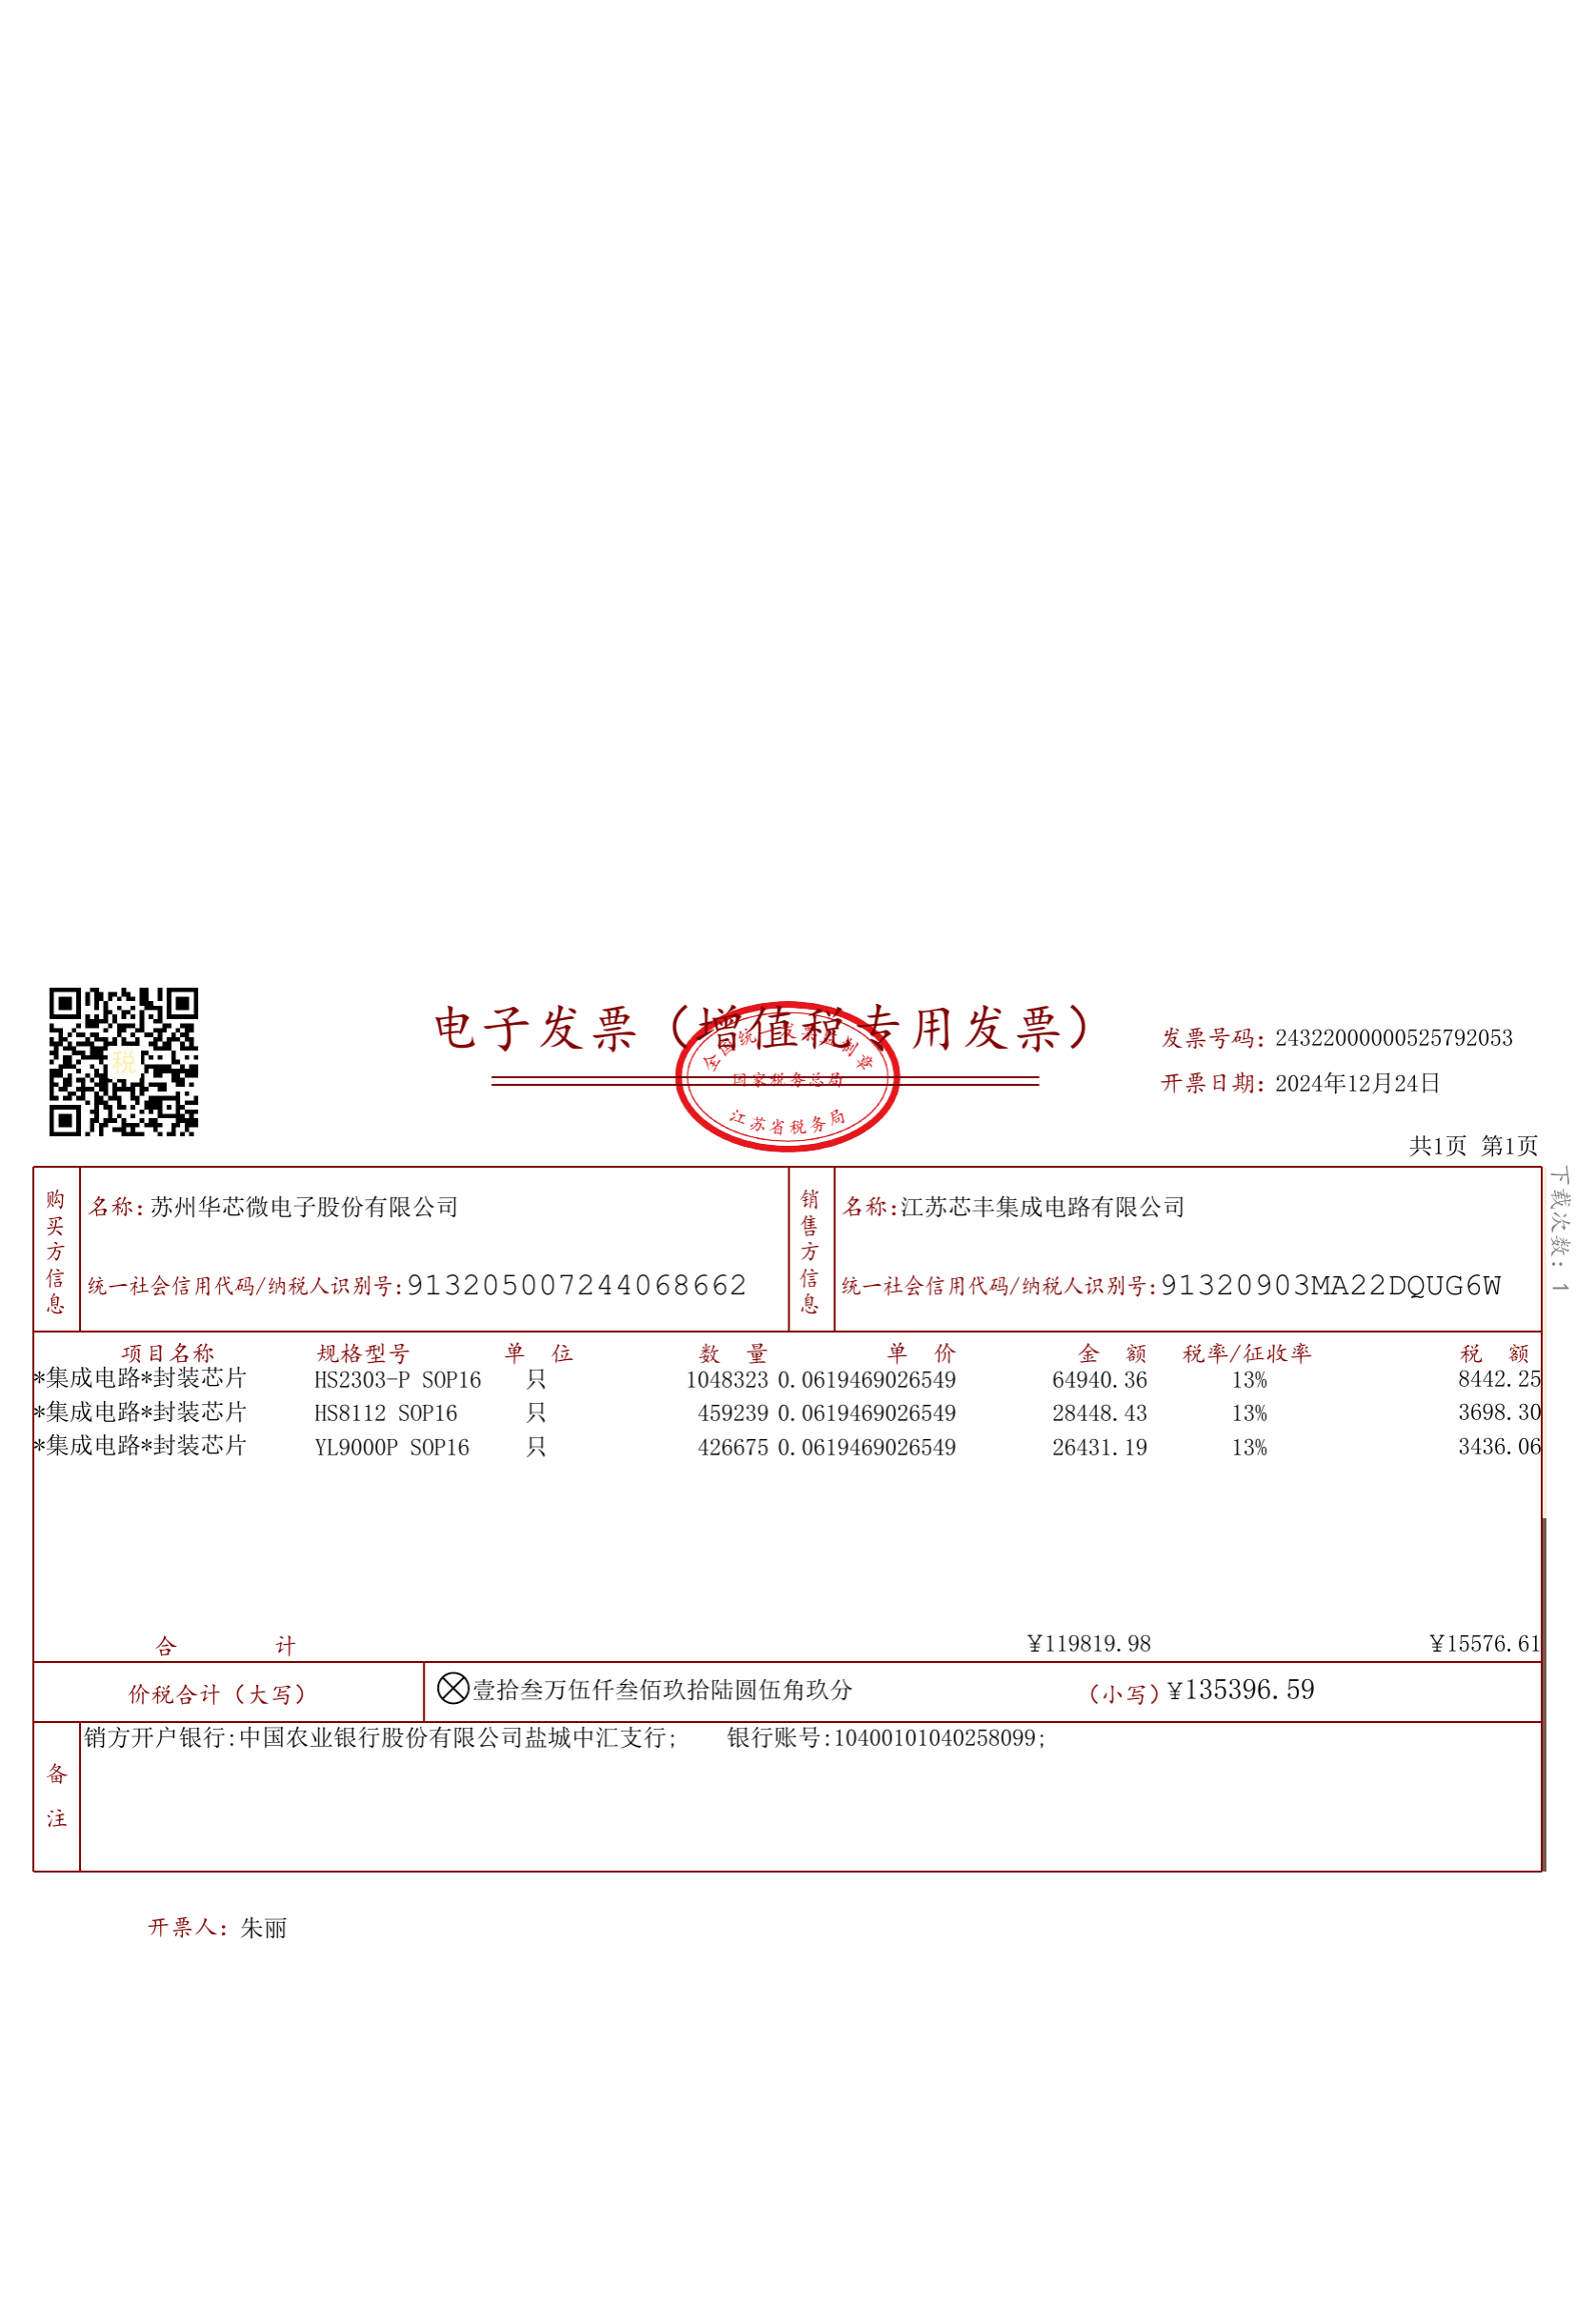 电子发票（增值税专用发票）
全国统一发票监制章
国家税务总局
江苏省税务局
税
发票号码：24322000000525792053
开票日期：2024年12月24日
共1页 第1页
下载次数：1
购买方信息
名称：苏州华芯微电子股份有限公司
统一社会信用代码/纳税人识别号：913205007244068662
销售方信息
名称：江苏芯丰集成电路有限公司
统一社会信用代码/纳税人识别号：91320903MA22DQUG6W
项目名称 规格型号 单 位 数 量 单 价 金 额 税率/征收率 税 额
*集成电路*封装芯片 HS2303-P SOP16 只 1048323 0.0619469026549 64940.36 13% 8442.25
*集成电路*封装芯片 HS8112 SOP16 只 459239 0.0619469026549 28448.43 13% 3698.30
*集成电路*封装芯片 YL9000P SOP16 只 426675 0.0619469026549 26431.19 13% 3436.06
合 计 ¥119819.98 ¥15576.61
价税合计（大写） 壹拾叁万伍仟叁佰玖拾陆圆伍角玖分 （小写）¥135396.59
备注
销方开户银行:中国农业银行股份有限公司盐城中汇支行; 银行账号:10400101040258099;
开票人：朱丽